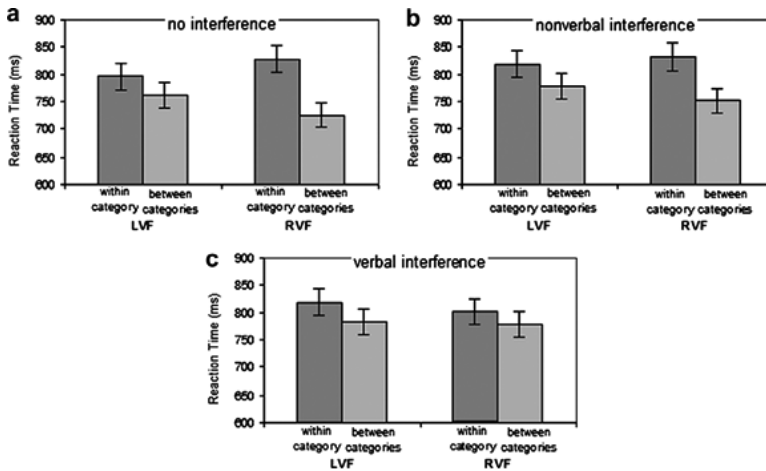 a
no interference
Reaction Time (ms)
900
850
800
750
700
650
600
within category
between categories
within category
between categories
LVF
RVF
b
nonverbal interference
Reaction Time (ms)
900
850
800
750
700
650
600
within category
between categories
within category
between categories
LVF
RVF
c
verbal interference
Reaction Time (ms)
900
850
800
750
700
650
600
within category
between categories
within category
between categories
LVF
RVF